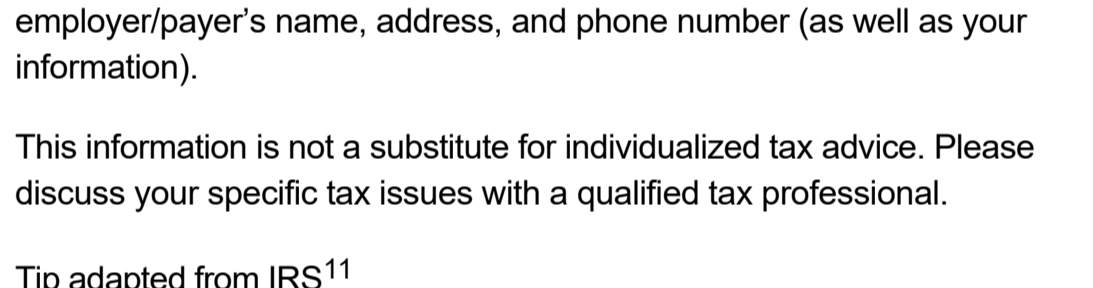 employer/payer’s name, address, and phone number (as well as your
information).
This information is not a substitute for individualized tax advice. Please
discuss your specific tax issues with a qualified tax professional.
Tip adapted from IRS11